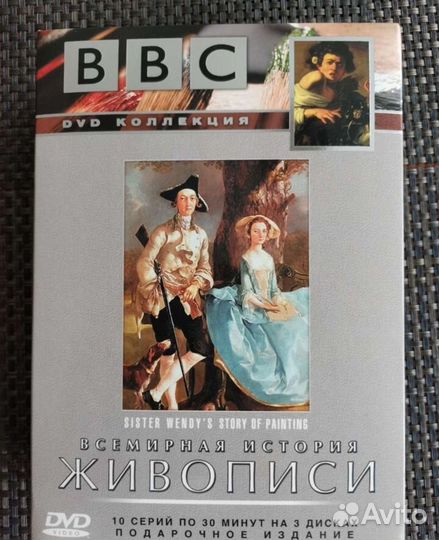 BBC
DVD КОЛЛЕКЦИЯ
SISTER WENDY'S STORY OF PAINTING
ВСЕМИРНАЯ ИСТОРИЯ
ЖИВОПИСИ
DVD
VIDEO
10 СЕРИЙ ПО 30 МИНУТ НА 3 ДИСКАХ
ПОДАРОЧНОЕ ИЗДАНИЕ
Avito